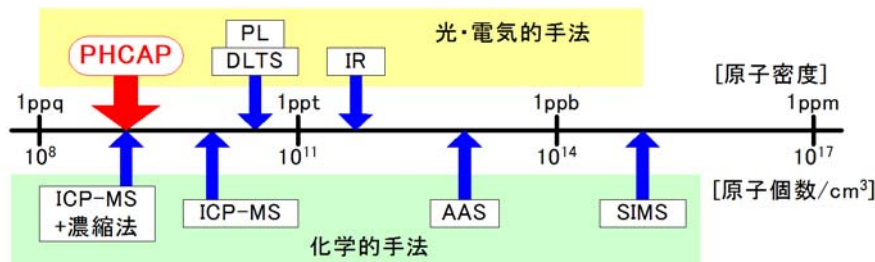 光・電気的手法
PHCAP
PL
DLTS
IR
[原子密度]
1ppq
1ppt
1ppb
1ppm
10⁸
10¹¹
10¹⁴
10¹⁷
[原子個数/cm³]
ICP-MS
+濃縮法
ICP-MS
AAS
SIMS
化学的手法